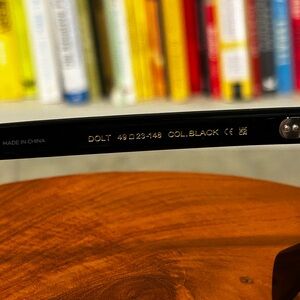 MADE IN CHINA
DOLT 49□23-148 COL.BLACK CE